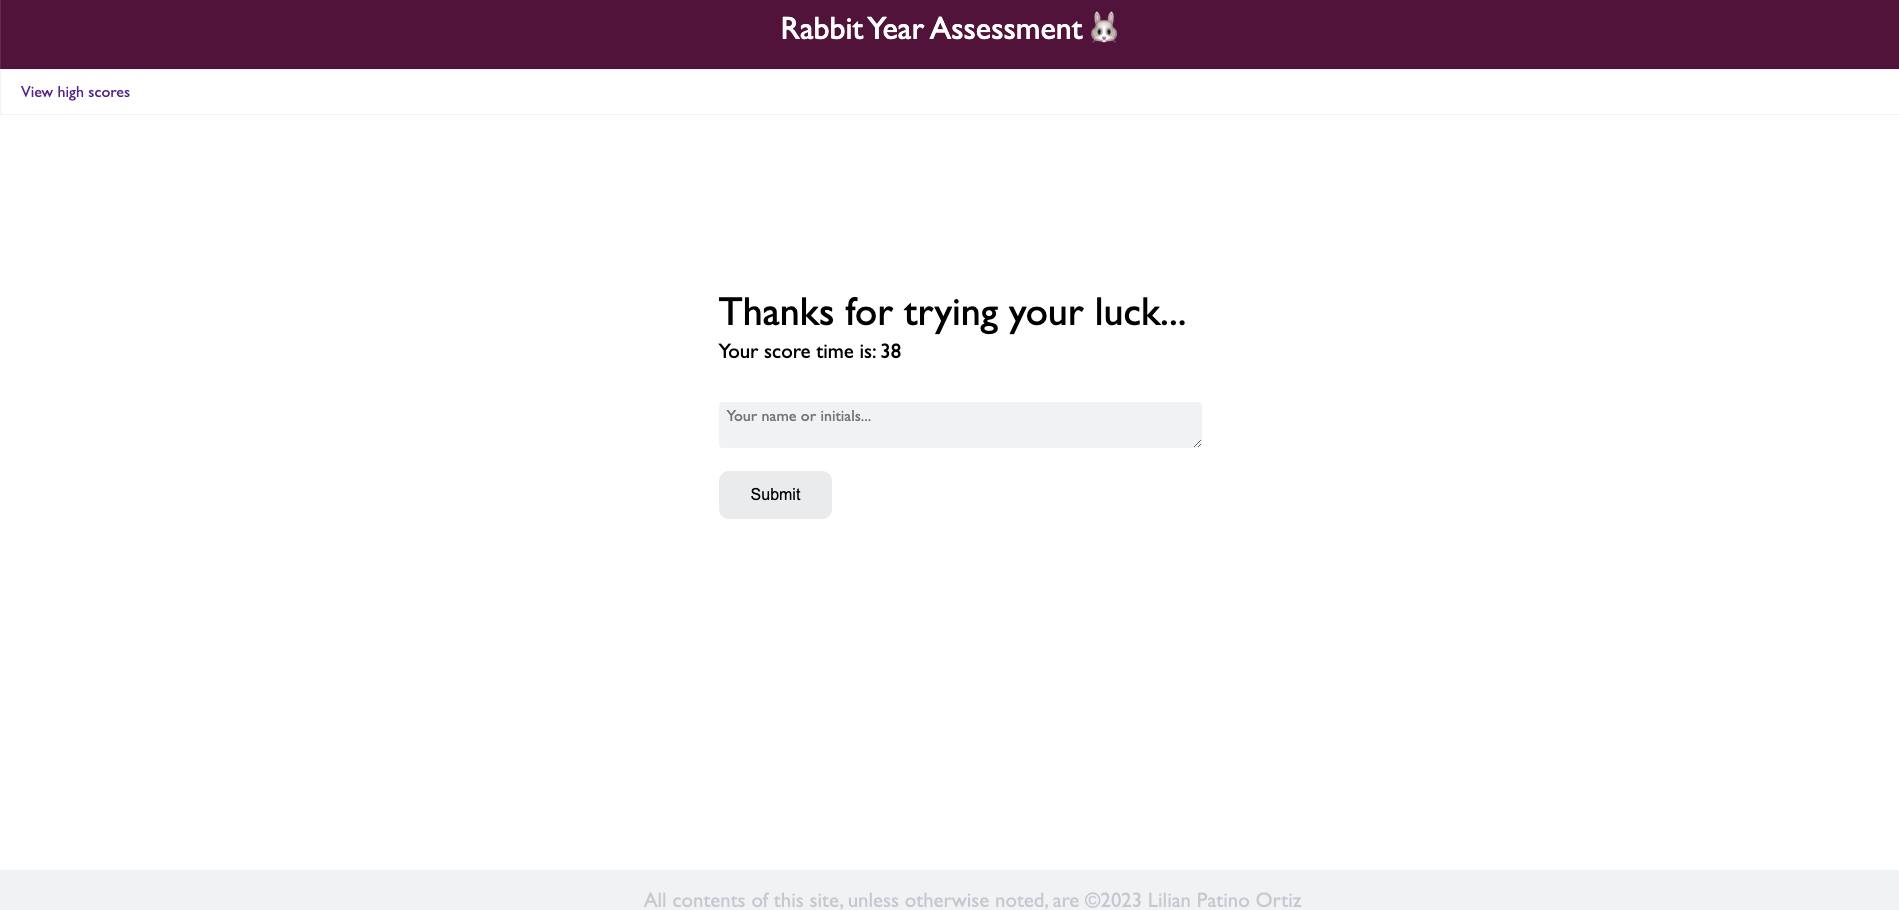 Rabbit Year Assessment 🐰
View high scores
Thanks for trying your luck...
Your score time is: 38
Your name or initials...
Submit
All contents of this site, unless otherwise noted, are ©2023 Lilian Patino Ortiz